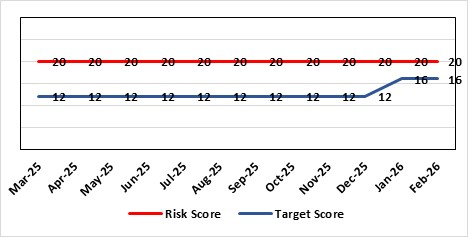 20 20 20 20 20 20 20 20 20 20 20 20
16 16
12 12 12 12 12 12 12 12 12 12
Mar-25 Apr-25 May-25 Jun-25 Jul-25 Aug-25 Sep-25 Oct-25 Nov-25 Dec-25 Jan-26 Feb-26
Risk Score Target Score